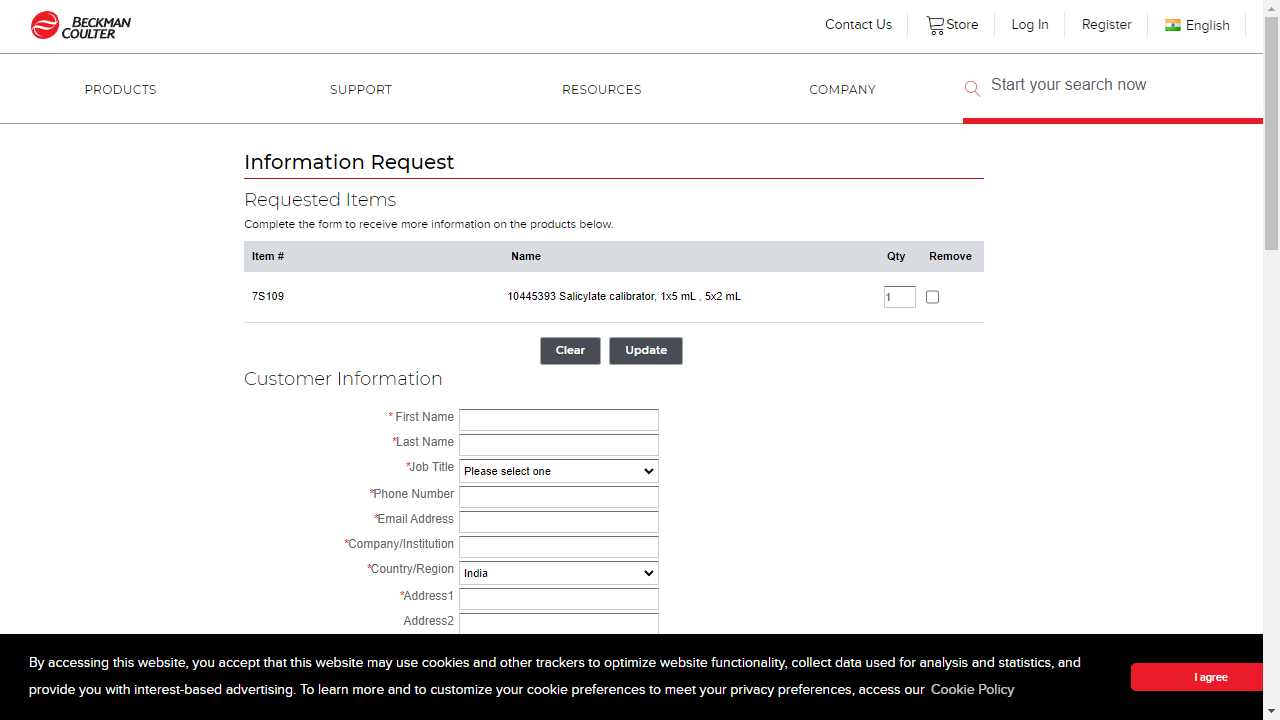 BECKMAN
COULTER
Contact Us
Store
Log In
Register
English
PRODUCTS
SUPPORT
RESOURCES
COMPANY
Start your search now
Information Request
Requested Items
Complete the form to receive more information on the products below.
Item # Name Qty Remove
7S109 10445393 Salicylate calibrator, 1x5 mL , 5x2 mL 1
Clear Update
Customer Information
* First Name
*Last Name
*Job Title Please select one
*Phone Number
*Email Address
*Company/Institution
*Country/Region India
*Address1
Address2
By accessing this website, you accept that this website may use cookies and other trackers to optimize website functionality, collect data used for analysis and statistics, and
provide you with interest-based advertising. To learn more and to customize your cookie preferences to meet your privacy preferences, access our Cookie Policy
I agree